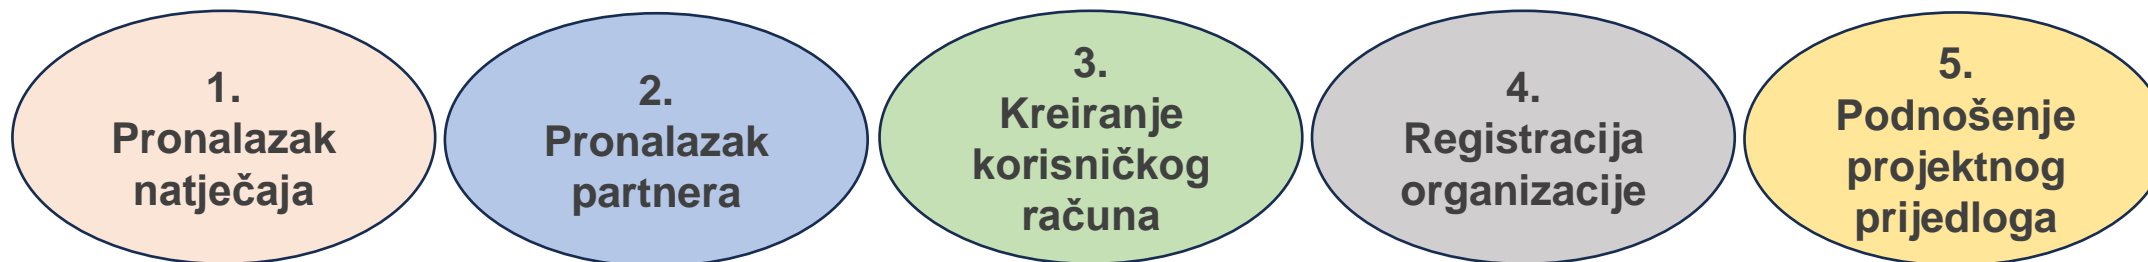 1.
Pronalazak
natječaja
2.
Pronalazak
partnera
3.
Kreiranje
korisničkog
računa
4.
Registracija
organizacije
5.
Podnošenje
projektnog
prijedloga